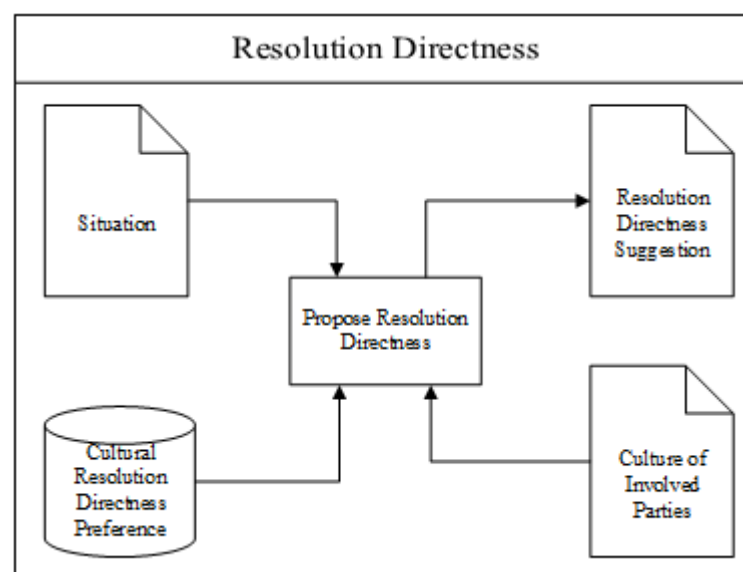 Resolution Directness
Situation
Resolution
Directness
Suggestion
Propose Resolution
Directness
Cultural
Resolution
Directness
Preference
Culture of
Involved
Parties